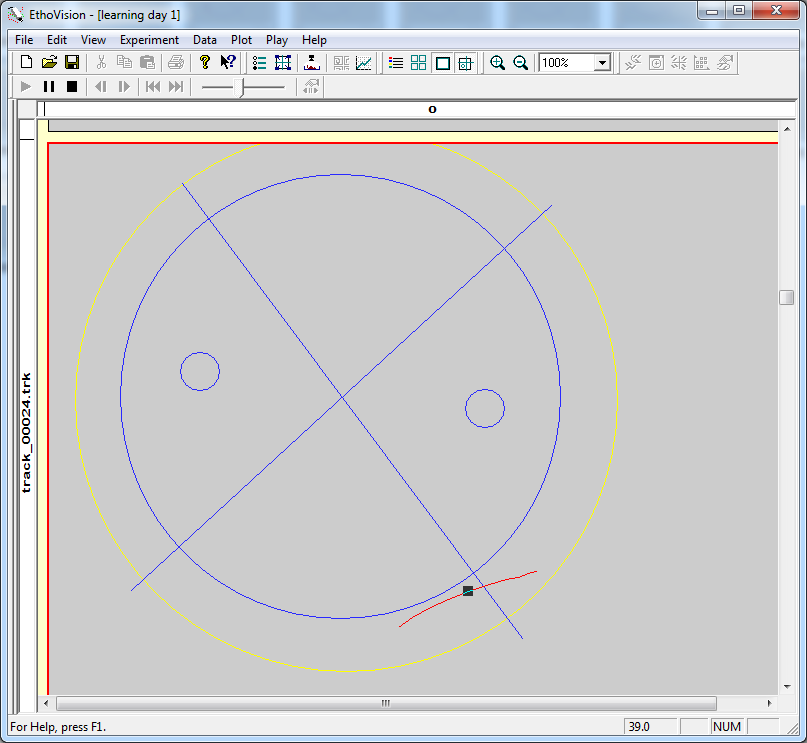 EthoVision - [learning day 1]
File Edit View Experiment Data Plot Play Help
100%
O
track_00024.trk
For Help, press F1.
39.0
NUM